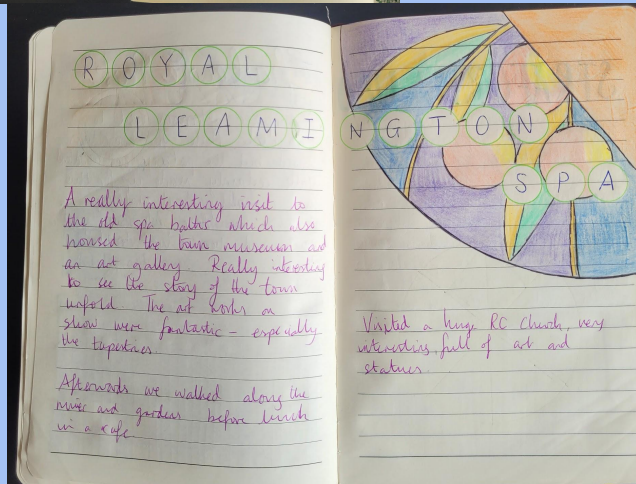 ROYAL
LEAMINGTON
SPA
A really interesting visit to
the old spa baths which also
housed the town museum and
an art gallery. Really interesting
to see the story of the town
unfold. The art works on
show were fantastic - especially
the tapestries.
Afterwards we walked along the
river and gardens before lunch
in a cafe
Visited a huge RC Church, very
interesting, full of art and
statues.